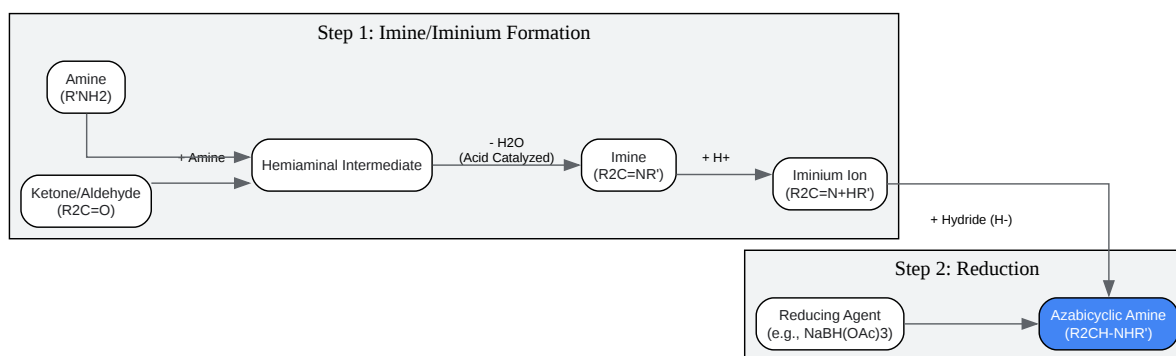 Step 1: Imine/Iminium Formation
Amine
(R'NH2)
+ Amine
Ketone/Aldehyde
(R2C=O)
Hemiaminal Intermediate
- H2O
(Acid Catalyzed)
Imine
(R2C=NR')
+ H+
Iminium Ion
(R2C=N+HR')
+ Hydride (H-)
Step 2: Reduction
Reducing Agent
(e.g., NaBH(OAc)3)
Azabicyclic Amine
(R2CH-NHR')